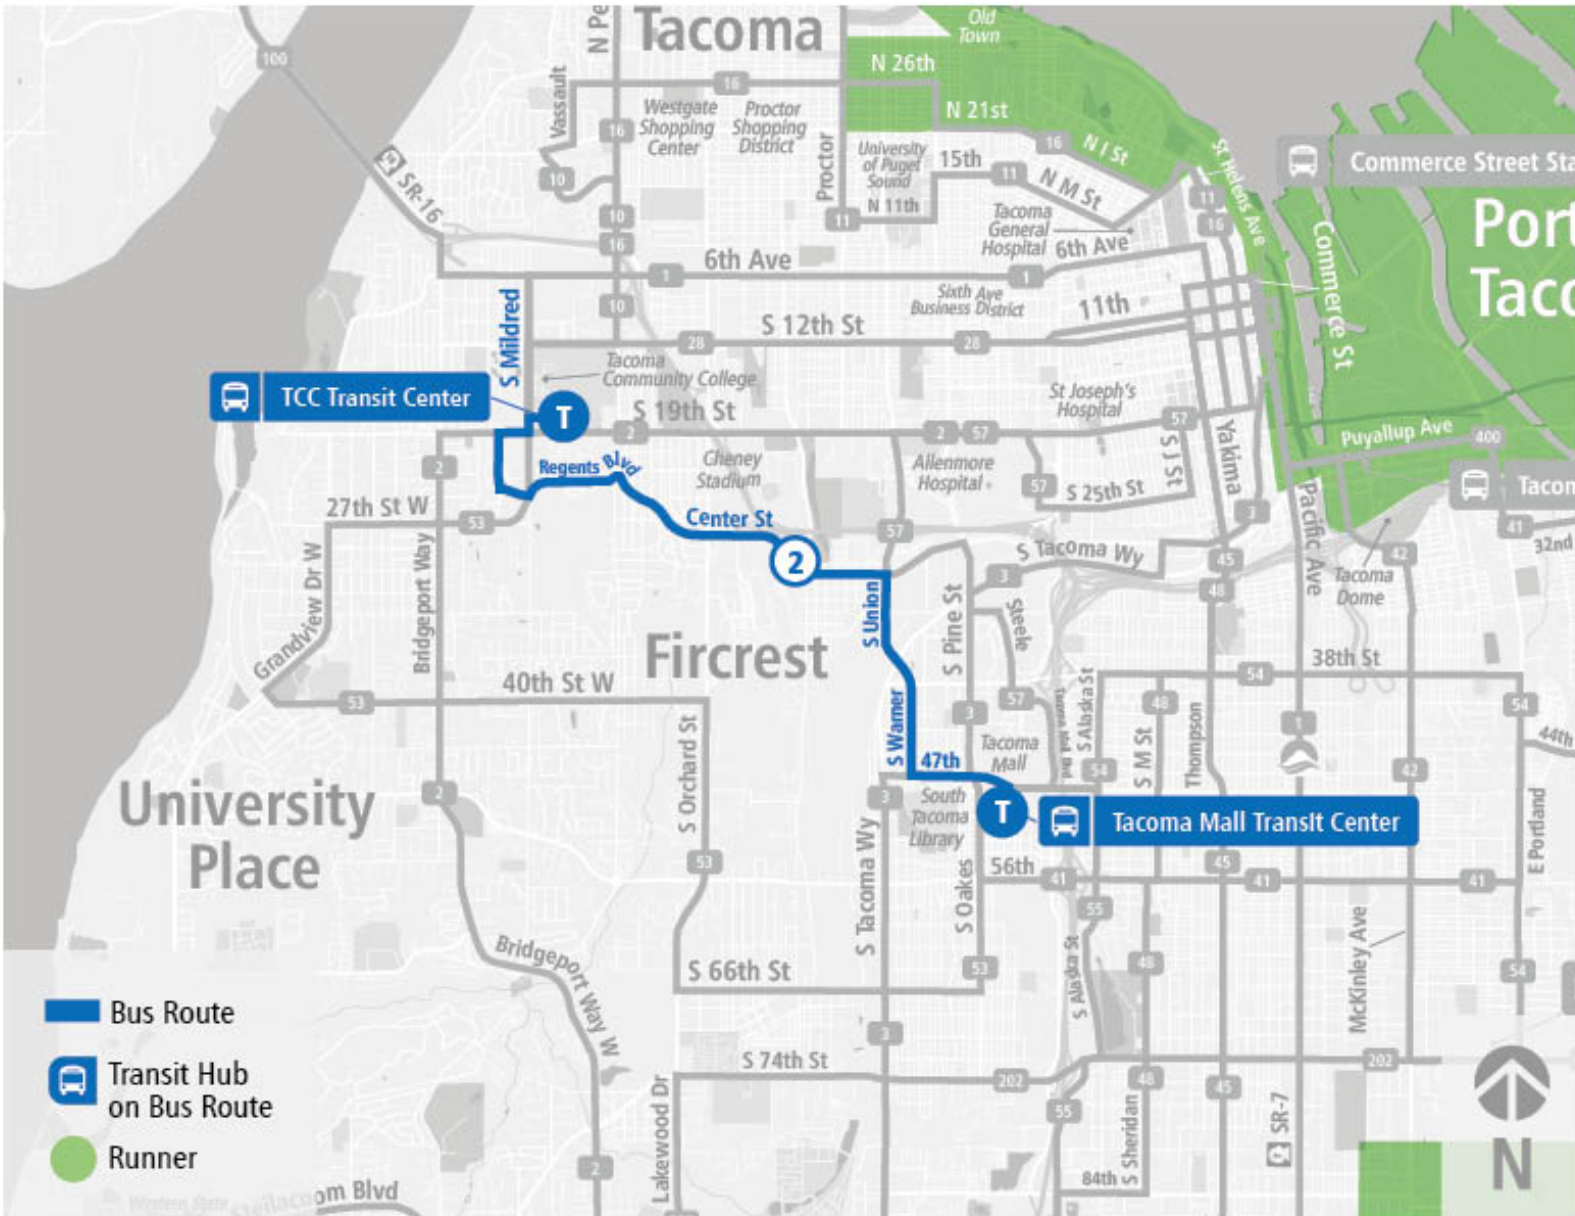 Tacoma
N Pe
Old
Town
N 26th
100
16
Vassault
Westgate
Shopping
Center
Proctor
Shopping
District
16
N 21st
N I St
16
St Helens Ave
Commerce Street Sta
SR-16
10
Proctor
University
of Puget
Sound
15th
11
N M St
N 11th
11
Tacoma
General
Hospital
6th Ave
11
16
Port
Taco
10
16
6th Ave
1
1
Commerce St
S Mildred
10
Sixth Ave
Business District
11th
S 12th St
28
28
Tacoma
Community College
TCC Transit Center
T
S 19th St
St Joseph's
Hospital
57
2
2
57
S J St
Yakima
Puyallup Ave
400
2
Regents Blvd
Cheney
Stadium
Allenmore
Hospital
57
S 25th St
Tacom
27th St W
53
Center St
57
3
Pacific Ave
41
32nd
Grandview Dr W
Bridgeport Way
2
S Tacoma Wy
3
45
42
48
Tacoma
Dome
S Union
S Pine St
Steele
Fircrest
38th St
54
40th St W
53
57
S Alaska St
48
54
S Orchard St
S Warner
3
Tacoma Mall Blvd
S M St
Thompson
1
44th
47th
Tacoma
Mall
54
42
University
Place
2
3
South
Tacoma
Library
T
Tacoma Mall TransIt Center
E Portland
53
S Tacoma Wy
S Oakes
56th
41
45
41
41
55
Bridgeport Way W
S 66th St
53
S Alaska St
48
McKinley Ave
54
Bus Route
3
Transit Hub
on Bus Route
S 74th St
202
202
48
45
Runner
Lakewood Dr
55
S Sheridan
SR-7
2
84th
N
om Blvd